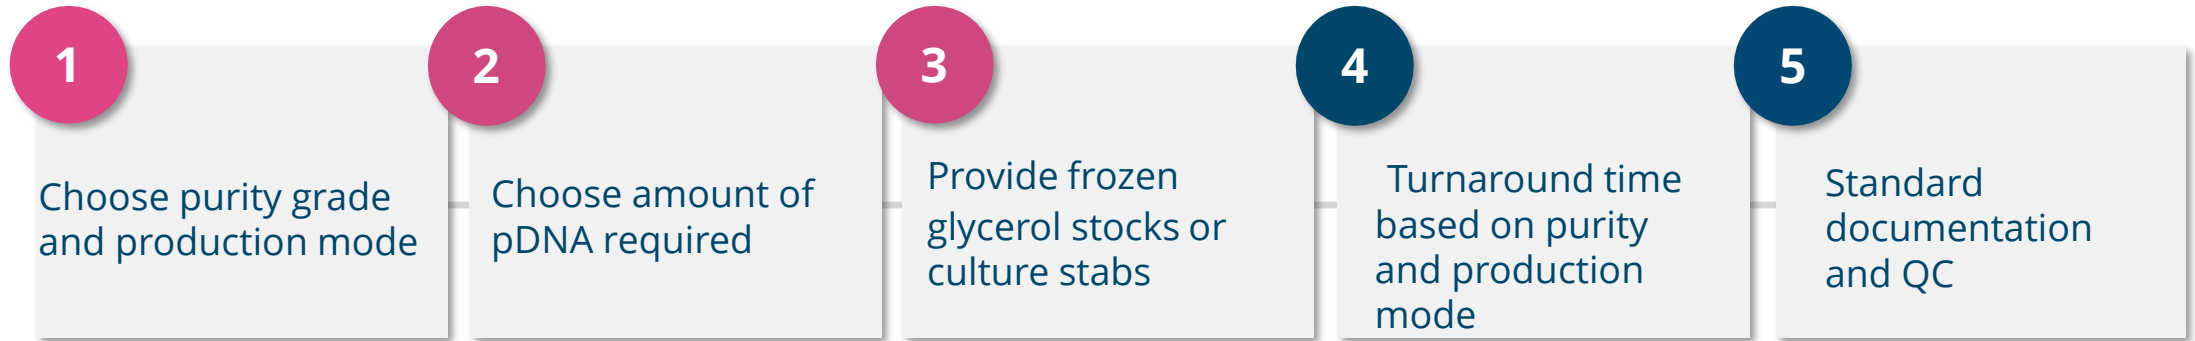 1
Choose purity grade
and production mode
2
Choose amount of
pDNA required
3
Provide frozen
glycerol stocks or
culture stabs
4
Turnaround time
based on purity
and production
mode
5
Standard
documentation
and QC